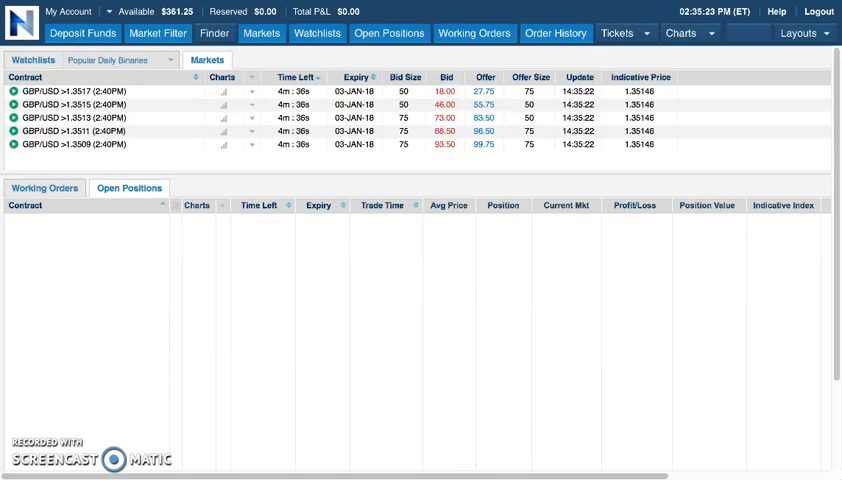 N My Account Available $361.25 Reserved $0.00 Total P&L $0.00 02:35:23 PM (ET) Help Logout
Deposit Funds Market Filter Finder Markets Watchlists Open Positions Working Orders Order History Tickets Charts Layouts
Watchlists Popular Daily Binaries Markets
Contract Charts Time Left Expiry Bid Size Bid Offer Offer Size Update Indicative Price
GBP/USD >1.3517 (2:40PM) 4m : 36s 03-JAN-18 50 18.00 27.75 75 14:35:22 1.35146
GBP/USD >1.3515 (2:40PM) 4m : 36s 03-JAN-18 50 46.00 55.75 75 14:35:22 1.35146
GBP/USD >1.3513 (2:40PM) 4m : 36s 03-JAN-18 75 73.00 83.50 50 14:35:22 1.35146
GBP/USD >1.3511 (2:40PM) 4m : 36s 03-JAN-18 75 88.50 96.50 75 14:35:22 1.35146
GBP/USD >1.3509 (2:40PM) 4m : 36s 03-JAN-18 75 93.50 99.75 75 14:35:22 1.35146
Working Orders Open Positions
Contract Charts Time Left Expiry Trade Time Avg Price Position Current Mkt Profit/Loss Position Value Indicative Index
RECORDED WITH
SCREENCAST MATIC